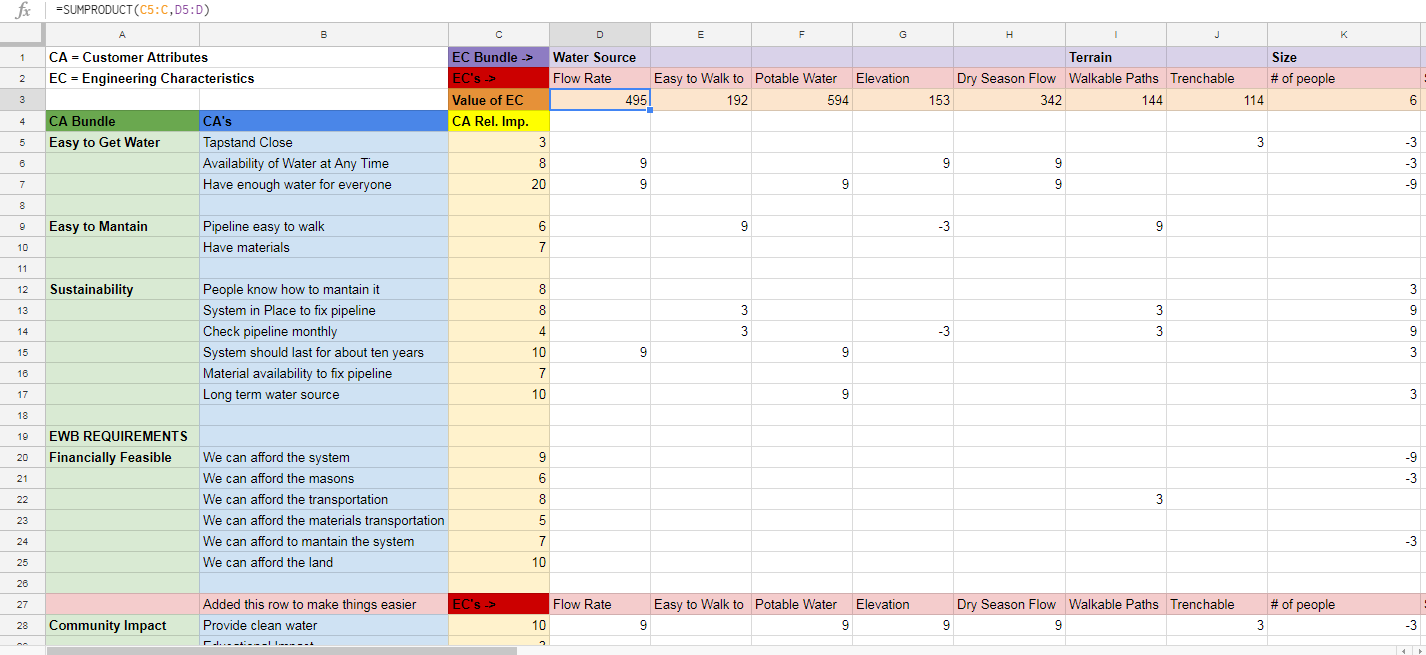 fx =SUMPRODUCT(C5:C,D5:D)
A B C D E F G H I J K
1 CA = Customer Attributes EC Bundle -> Water Source Terrain Size
2 EC = Engineering Characteristics EC's -> Flow Rate Easy to Walk to Potable Water Elevation Dry Season Flow Walkable Paths Trenchable # of people
3 Value of EC 495 192 594 153 342 144 114 6
4 CA Bundle CA's CA Rel. Imp.
5 Easy to Get Water Tapstand Close 3 3 -3
6 Availability of Water at Any Time 8 9 9 9 -3
7 Have enough water for everyone 20 9 9 9 -9
8
9 Easy to Mantain Pipeline easy to walk 6 9 -3 9
10 Have materials 7
11
12 Sustainability People know how to mantain it 8 3
13 System in Place to fix pipeline 8 3 3 9
14 Check pipeline monthly 4 3 -3 3 9
15 System should last for about ten years 10 9 9 3
16 Material availability to fix pipeline 7
17 Long term water source 10 9 3
18
19 EWB REQUIREMENTS
20 Financially Feasible We can afford the system 9 -9
21 We can afford the masons 6 -3
22 We can afford the transportation 8 3
23 We can afford the materials transportation 5
24 We can afford to mantain the system 7 -3
25 We can afford the land 10
26
27 Added this row to make things easier EC's -> Flow Rate Easy to Walk to Potable Water Elevation Dry Season Flow Walkable Paths Trenchable # of people
28 Community Impact Provide clean water 10 9 9 9 9 3 -3